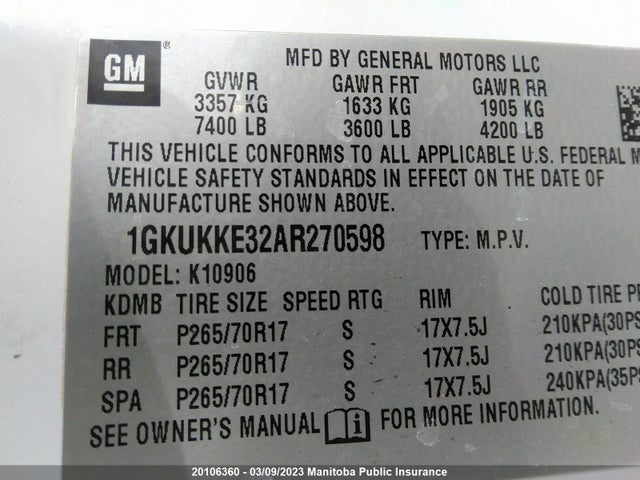 GM ®
MFD BY GENERAL MOTORS LLC
GVWR GAWR FRT GAWR RR
3357 KG 1633 KG 1905 KG
7400 LB 3600 LB 4200 LB
THIS VEHICLE CONFORMS TO ALL APPLICABLE U.S. FEDERAL M
VEHICLE SAFETY STANDARDS IN EFFECT ON THE DATE OF
MANUFACTURE SHOWN ABOVE.
1GKUKKE32AR270598 TYPE: M.P.V.
MODEL: K10906
KDMB TIRE SIZE SPEED RTG RIM COLD TIRE PR
FRT P265/70R17 S 17X7.5J 210KPA(30PS
RR P265/70R17 S 17X7.5J 210KPA(30PS
SPA P265/70R17 S 17X7.5J 240KPA(35PS
SEE OWNER'S MANUAL FOR MORE INFORMATION.
20106360 - 03/09/2023 Manitoba Public Insurance